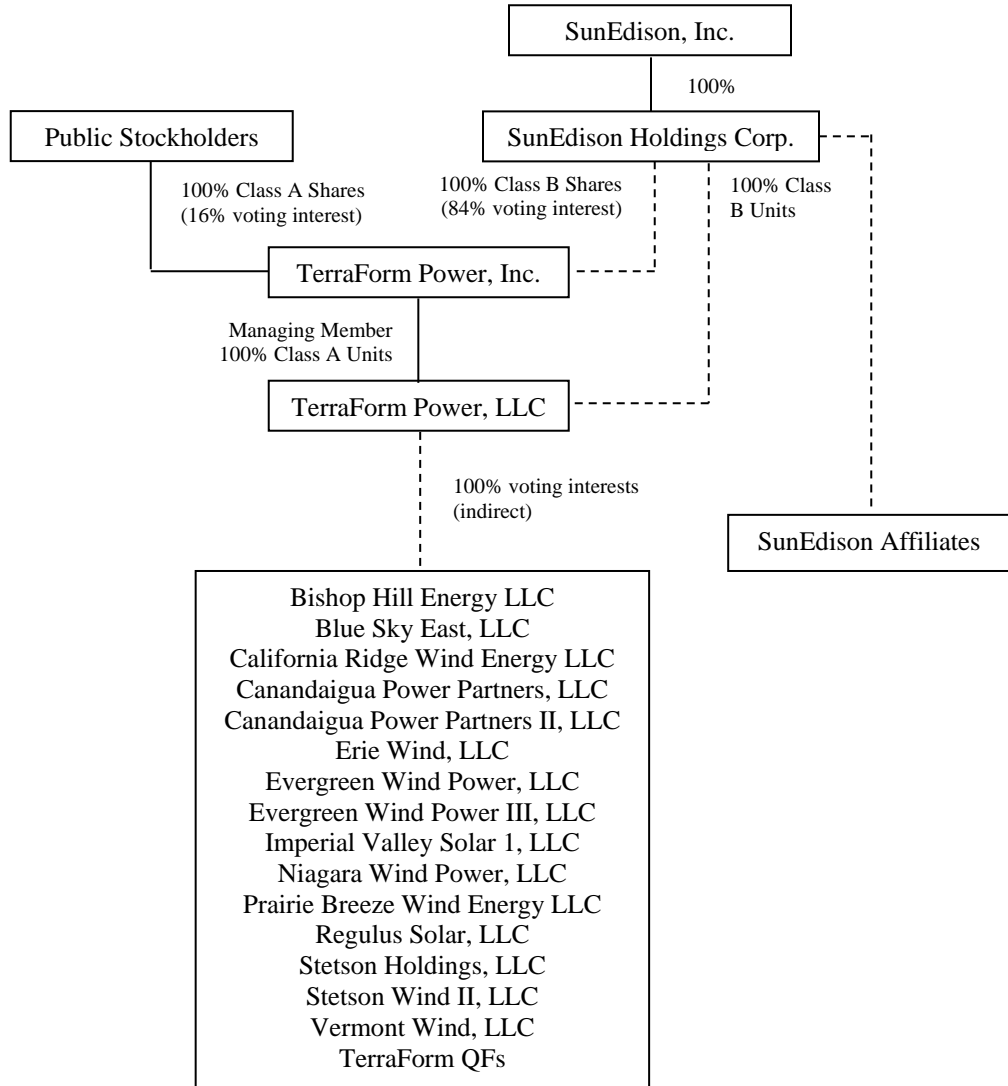 SunEdison, Inc.
100%
Public Stockholders
SunEdison Holdings Corp.
100% Class A Shares
(16% voting interest)
100% Class B Shares
(84% voting interest)
100% Class
B Units
TerraForm Power, Inc.
Managing Member
100% Class A Units
TerraForm Power, LLC
100% voting interests
(indirect)
SunEdison Affiliates
Bishop Hill Energy LLC
Blue Sky East, LLC
California Ridge Wind Energy LLC
Canandaigua Power Partners, LLC
Canandaigua Power Partners II, LLC
Erie Wind, LLC
Evergreen Wind Power, LLC
Evergreen Wind Power III, LLC
Imperial Valley Solar 1, LLC
Niagara Wind Power, LLC
Prairie Breeze Wind Energy LLC
Regulus Solar, LLC
Stetson Holdings, LLC
Stetson Wind II, LLC
Vermont Wind, LLC
TerraForm QFs